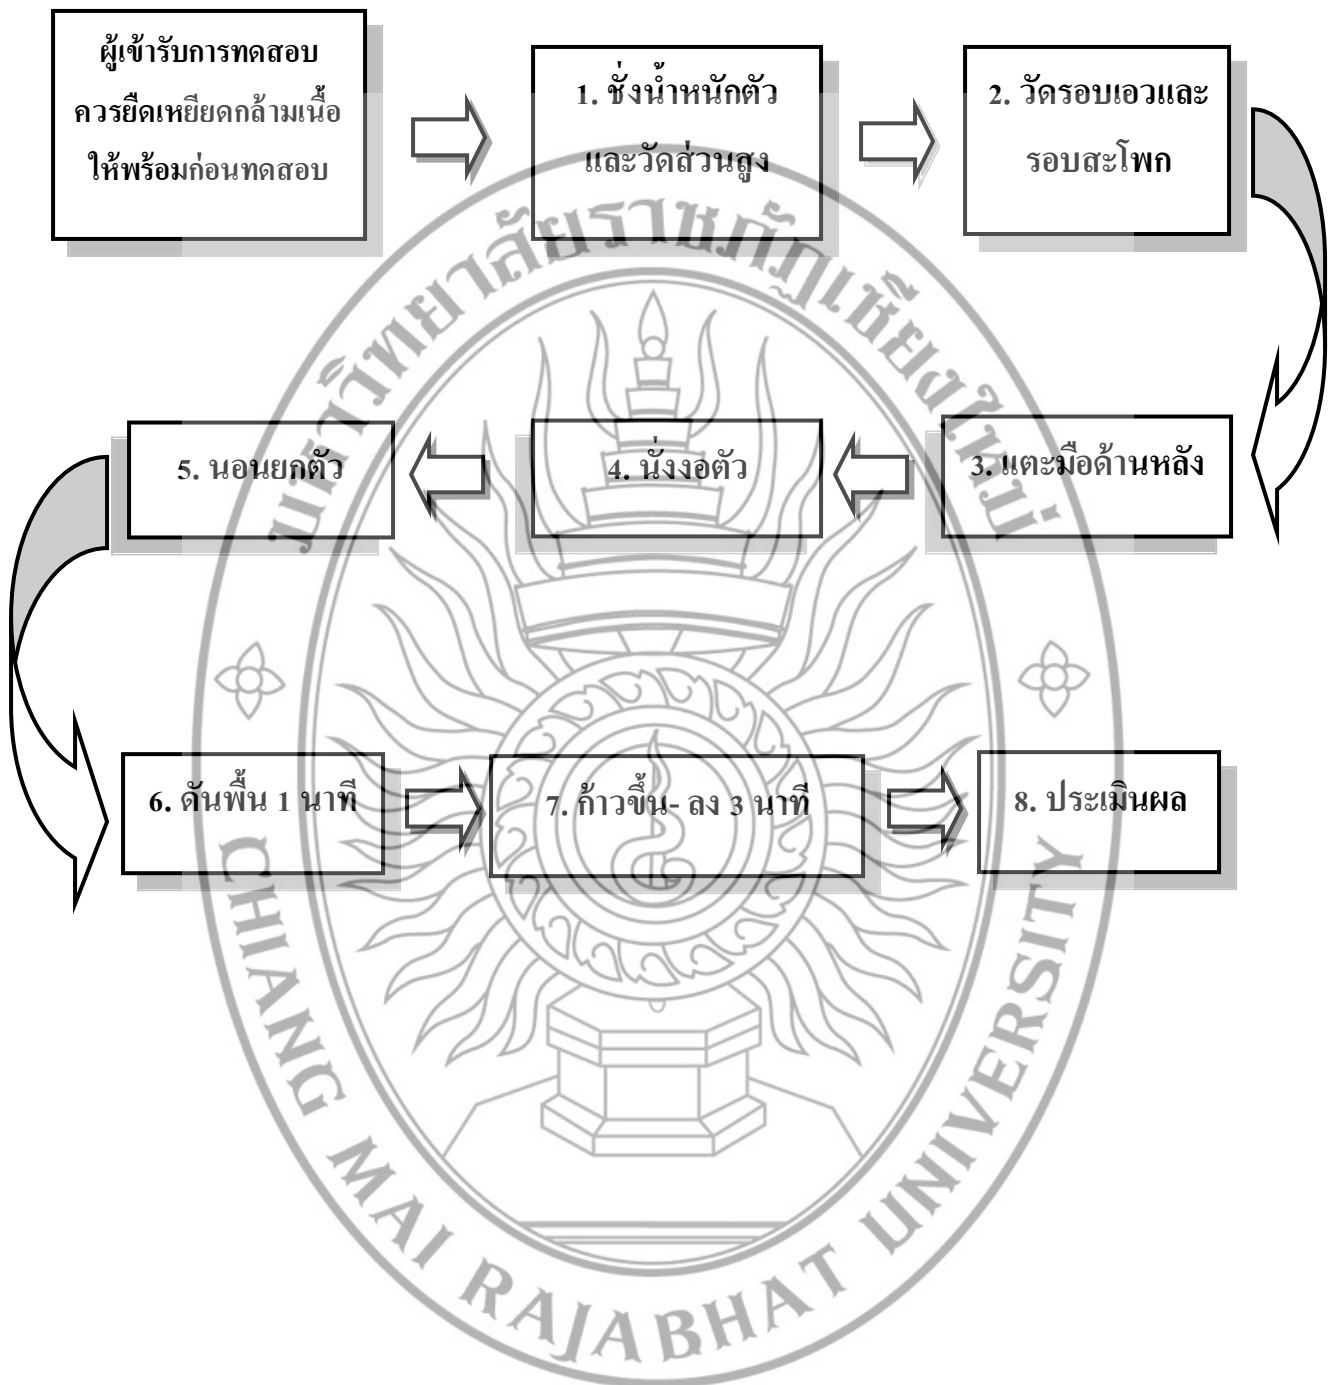 ผู้เข้ารับการทดสอบ
ควรยืดเหยียดกล้ามเนื้อ
ให้พร้อมก่อนทดสอบ
1. ชั่งน้ำหนักตัว
และวัดส่วนสูง
2. วัดรอบเอวและ
รอบสะโพก
3. แตะมือด้านหลัง
4. นั่งงอตัว
5. นอนยกตัว
6. ดันพื้น 1 นาที
7. ก้าวขึ้น- ลง 3 นาที
8. ประเมินผล
มหาวิทยาลัยราชภัฏเชียงใหม่
CHIANG MAI RAJABHAT UNIVERSITY